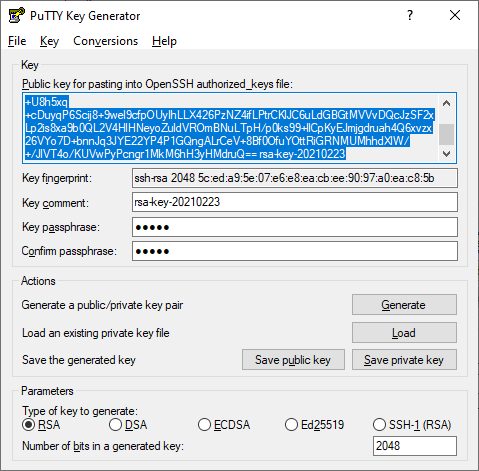 PuTTY Key Generator
?
File Key Conversions Help
Key
Public key for pasting into OpenSSH authorized_keys file:
+U8h5xq
+cDuyqP6Scij8+9weI9cfpOUyIhLLX426PzNZ4ifLPtrCKlJC6uLdGBGtMVVvDQcJzSF2x
Lp2is8xa9b0QL2V4HlHNeyoZuldVROmBNuLTpH/p0ks99+llCpKyEJmjgdruah4Q6xvzx
26VYo7D+bnnJq3JYE22YP4P1GQngALrCeV+8Bf0OfuYOttRiGRNMUMhhdXlW/
+/JlVT4o/KUVwPyPcngr1MkM6hH3yHMdruQ== rsa-key-20210223
Key fingerprint: ssh-rsa 2048 5c:ed:a9:5e:07:e6:e8:ea:cb:ee:90:97:a0:ea:c8:5b
Key comment: rsa-key-20210223
Key passphrase: •••••
Confirm passphrase: •••••
Actions
Generate a public/private key pair Generate
Load an existing private key file Load
Save the generated key Save public key Save private key
Parameters
Type of key to generate:
RSA DSA ECDSA Ed25519 SSH-1 (RSA)
Number of bits in a generated key: 2048